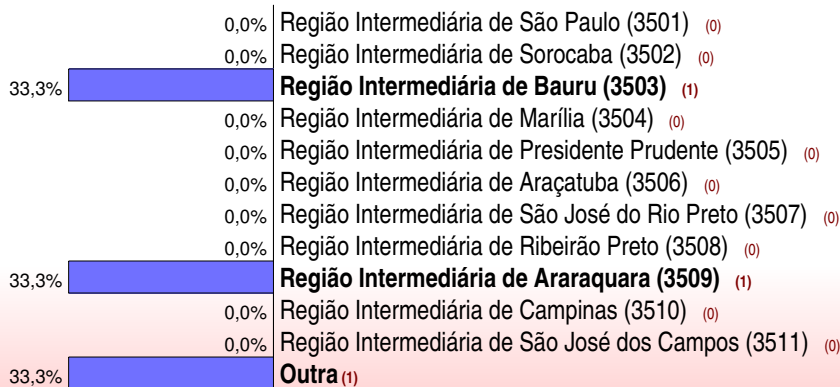 0,0% Região Intermediária de São Paulo (3501) (0)
0,0% Região Intermediária de Sorocaba (3502) (0)
33,3% Região Intermediária de Bauru (3503) (1)
0,0% Região Intermediária de Marília (3504) (0)
0,0% Região Intermediária de Presidente Prudente (3505) (0)
0,0% Região Intermediária de Araçatuba (3506) (0)
0,0% Região Intermediária de São José do Rio Preto (3507) (0)
0,0% Região Intermediária de Ribeirão Preto (3508) (0)
33,3% Região Intermediária de Araraquara (3509) (1)
0,0% Região Intermediária de Campinas (3510) (0)
0,0% Região Intermediária de São José dos Campos (3511) (0)
33,3% Outra (1)